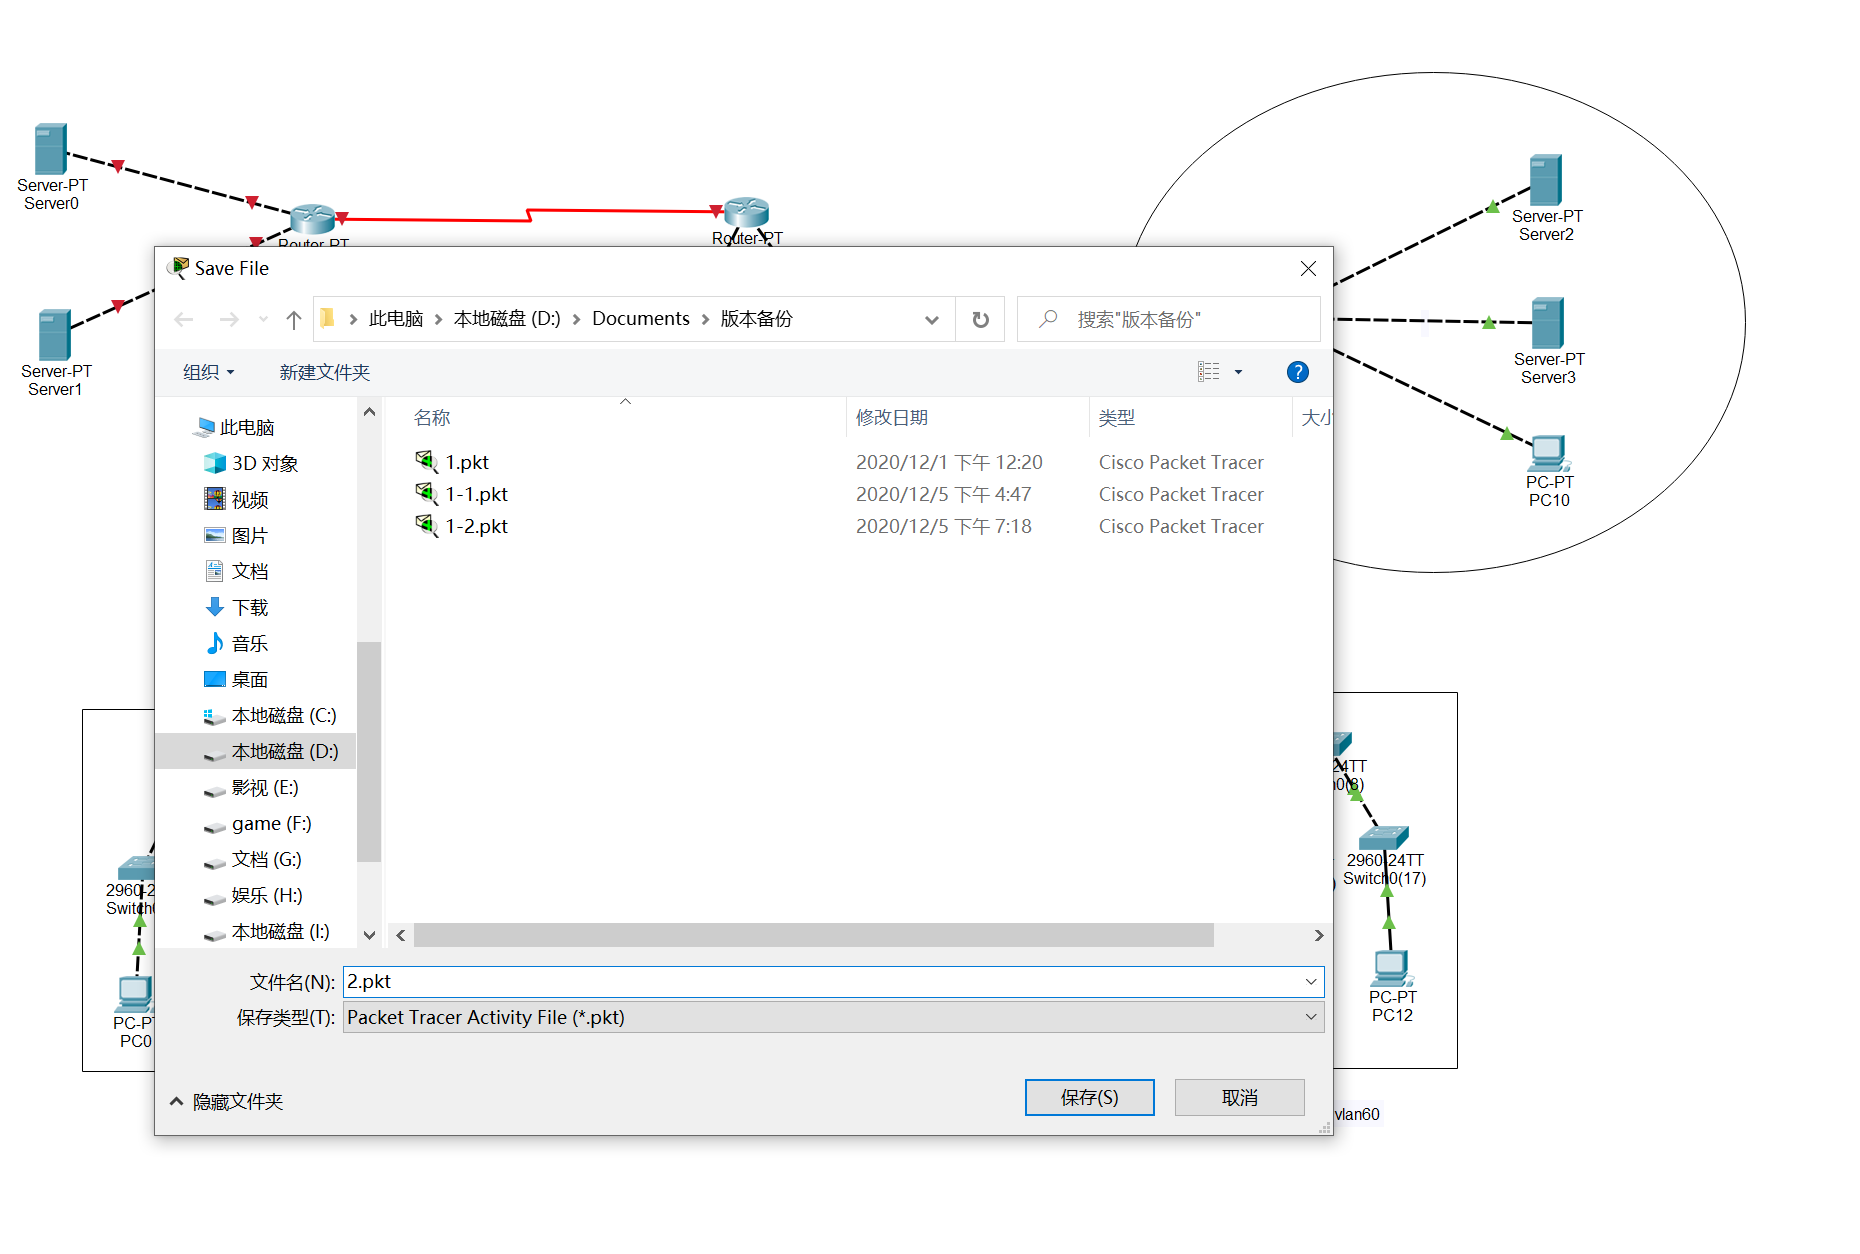 Server-PT
Server0
Router-PT
Router-PT
Server-PT
Server2
Save File
此电脑
本地磁盘 (D:)
Documents
版本备份
搜索"版本备份"
Server-PT
Server1
Server-PT
Server3
组织
新建文件夹
?
名称
修改日期
类型
大小
此电脑
3D 对象
视频
图片
文档
下载
音乐
桌面
本地磁盘 (C:)
本地磁盘 (D:)
影视 (E:)
game (F:)
文档 (G:)
娱乐 (H:)
本地磁盘 (I:)
1.pkt 2020/12/1 下午 12:20 Cisco Packet Tracer
1-1.pkt 2020/12/5 下午 4:47 Cisco Packet Tracer
1-2.pkt 2020/12/5 下午 7:18 Cisco Packet Tracer
PC-PT
PC10
24TT
0(8)
2960-24TT
Switch0(17)
2960-2
Switch0
PC-PT
PC0
PC-PT
PC12
文件名(N): 2.pkt
保存类型(T): Packet Tracer Activity File (*.pkt)
隐藏文件夹
保存(S)
取消
vlan60